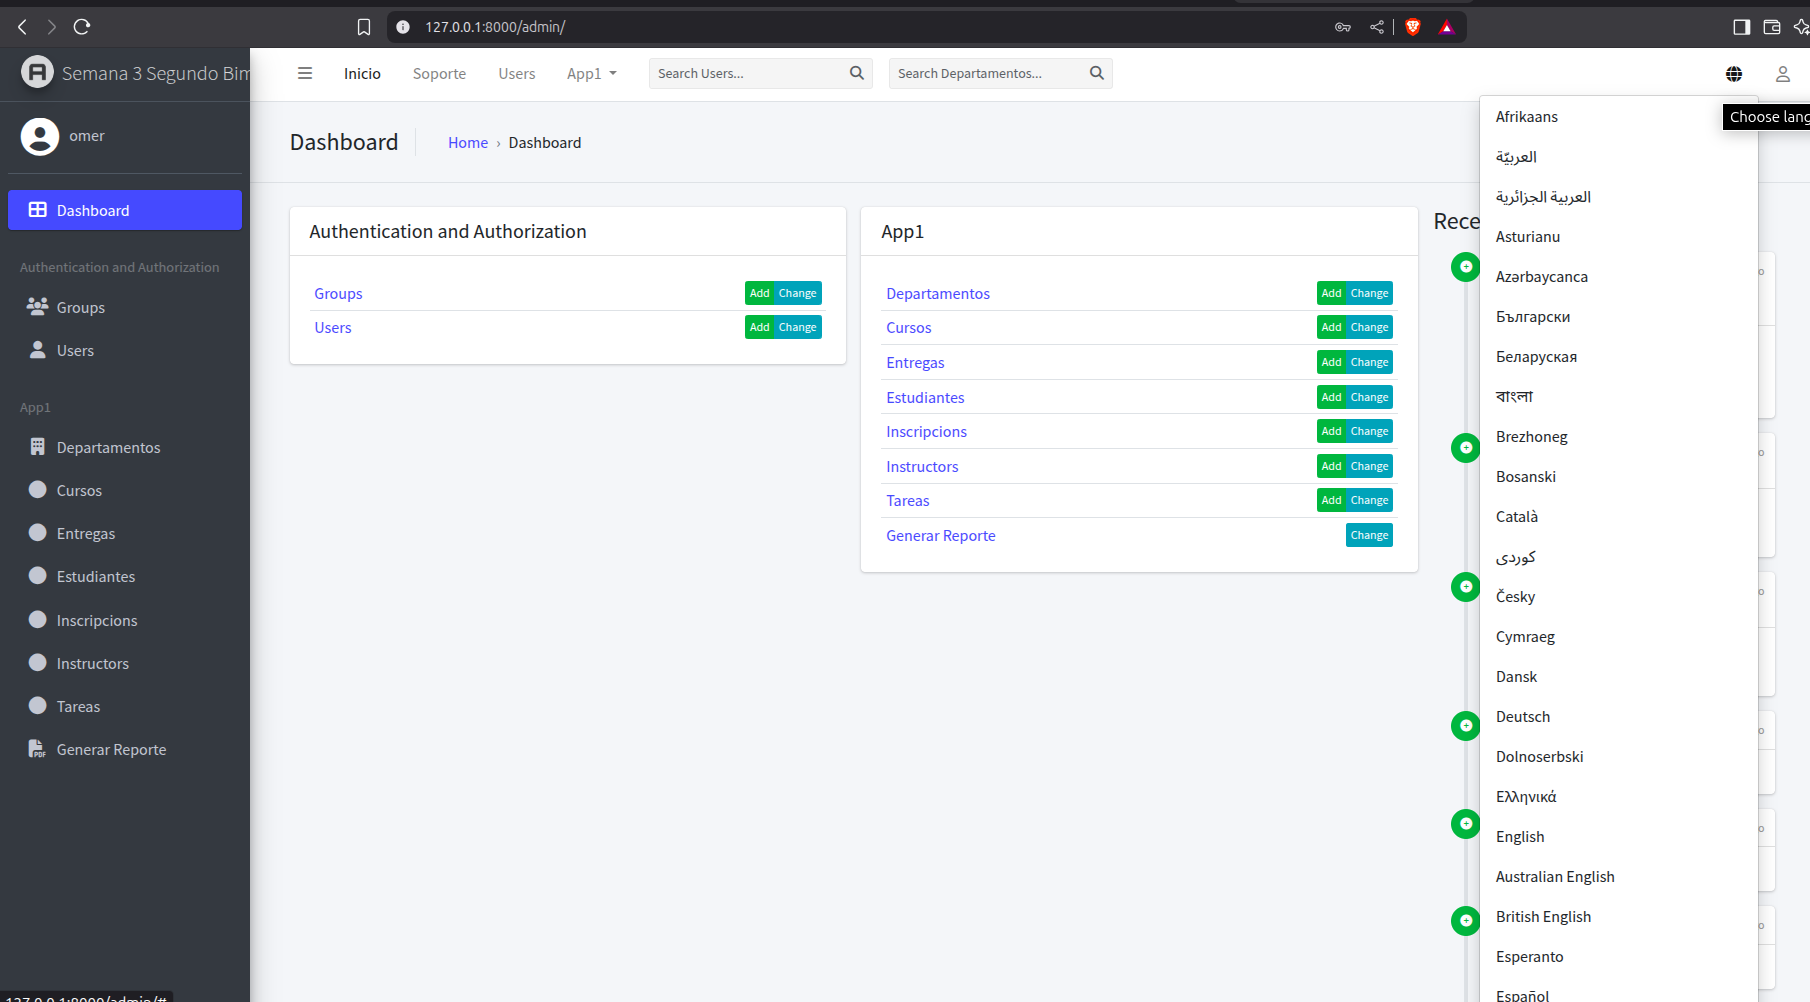 127.0.0.1:8000/admin/
Semana 3 Segundo Bim
Inicio
Soporte
Users
App1
Search Users...
Search Departamentos...
Choose lang
omer
Dashboard
Authentication and Authorization
Groups
Users
App1
Departamentos
Cursos
Entregas
Estudiantes
Inscripcions
Instructors
Tareas
Generar Reporte
Dashboard
Home › Dashboard
Authentication and Authorization
Groups Add Change
Users Add Change
App1
Departamentos Add Change
Cursos Add Change
Entregas Add Change
Estudiantes Add Change
Inscripcions Add Change
Instructors Add Change
Tareas Add Change
Generar Reporte Change
Rece
Afrikaans
العربيّة
العربية الجزائرية
Asturianu
Azərbaycanca
Български
Беларуская
বাংলা
Brezhoneg
Bosanski
Català
کوردی
Česky
Cymraeg
Dansk
Deutsch
Dolnoserbski
Ελληνικά
English
Australian English
British English
Esperanto
Español
127.0.0.1:8000/admin/#